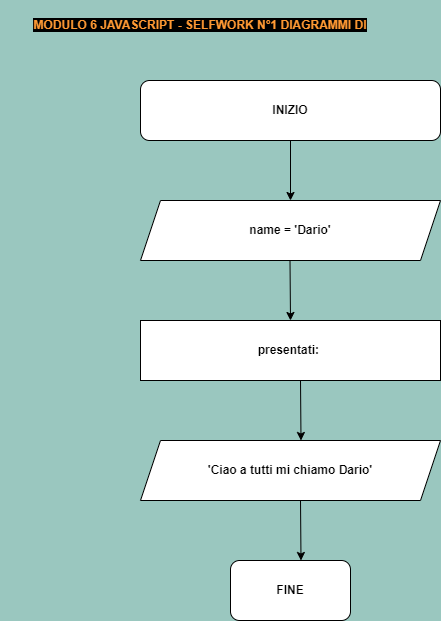 MODULO 6 JAVASCRIPT - SELFWORK N°1 DIAGRAMMI DI
INIZIO
name = 'Dario'
presentati:
'Ciao a tutti mi chiamo Dario'
FINE